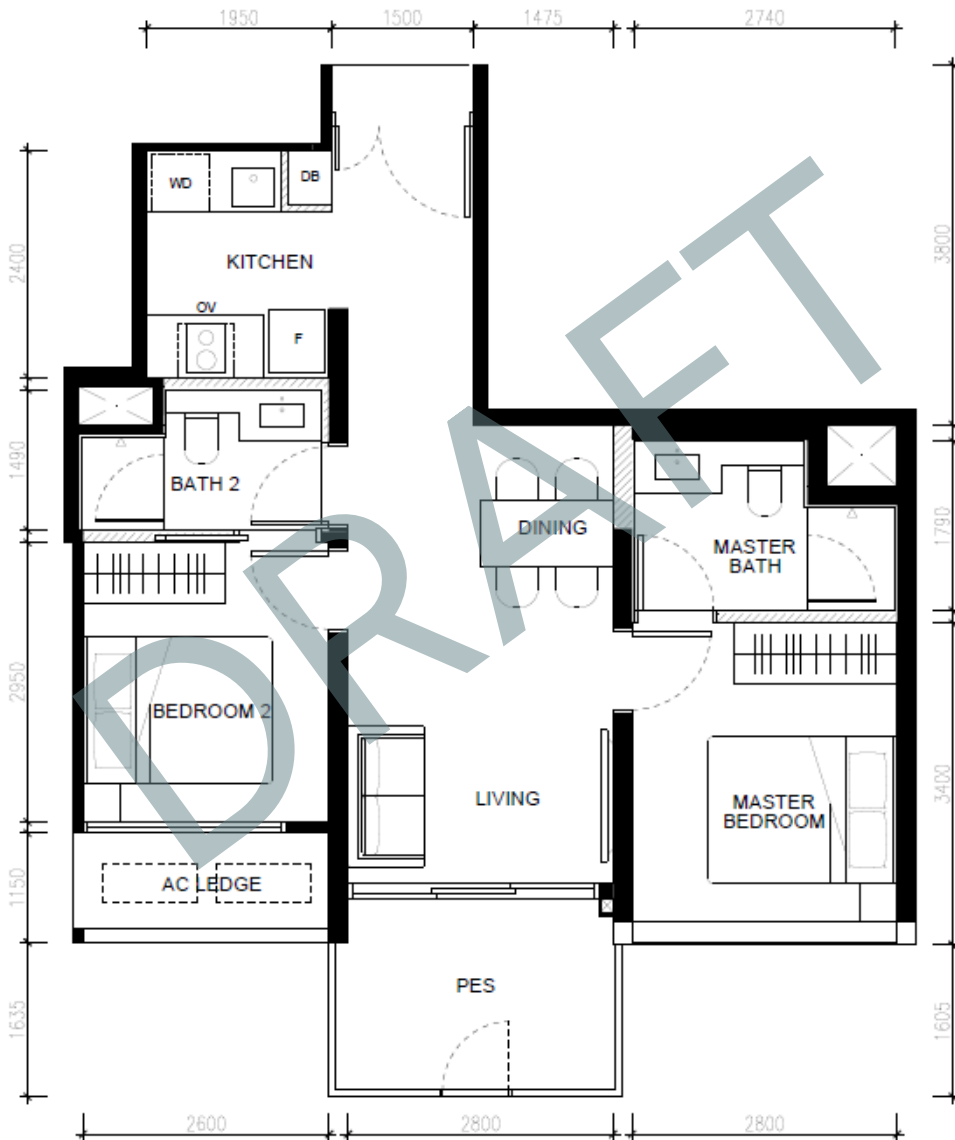 1950
1500
1475
2740
WD
DB
2400
3800
KITCHEN
OV
F
1490
BATH 2
DINING
MASTER
BATH
1790
2950
BEDROOM 2
LIVING
MASTER
BEDROOM
3400
1150
AC LEDGE
1635
PES
1605
2600
2800
2800
DRAFT